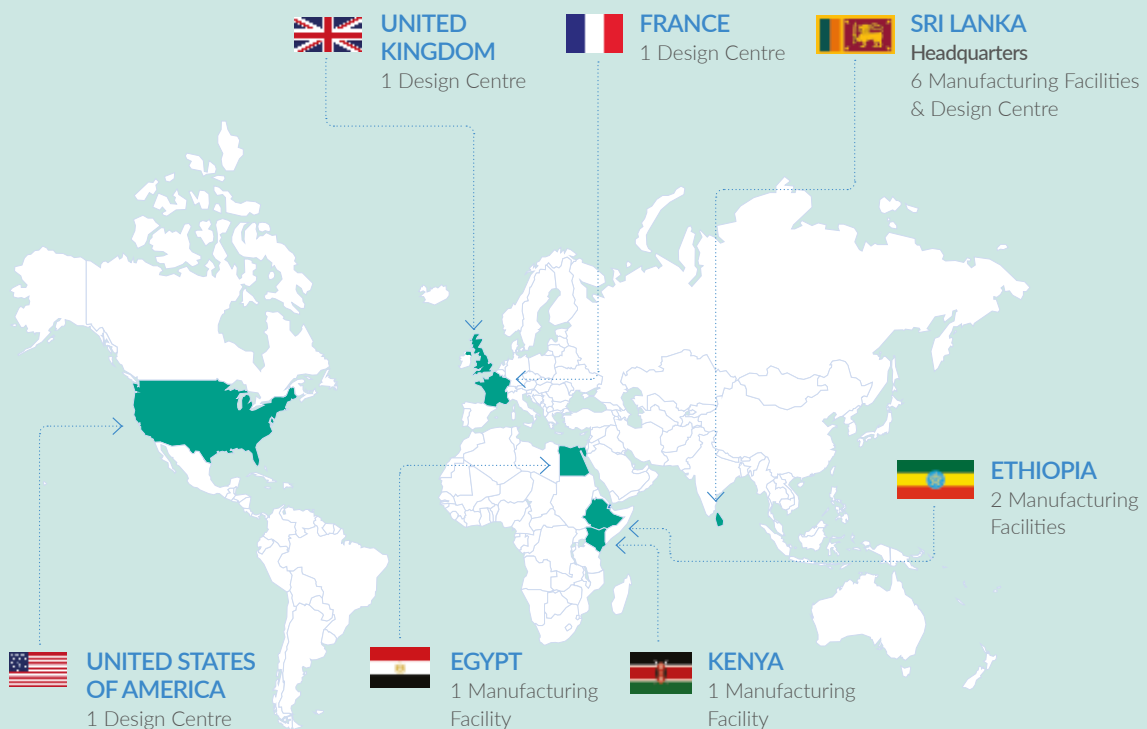 UNITED
KINGDOM
1 Design Centre
FRANCE
1 Design Centre
SRI LANKA
Headquarters
6 Manufacturing Facilities
& Design Centre
ETHIOPIA
2 Manufacturing
Facilities
UNITED STATES
OF AMERICA
1 Design Centre
EGYPT
1 Manufacturing
Facility
KENYA
1 Manufacturing
Facility